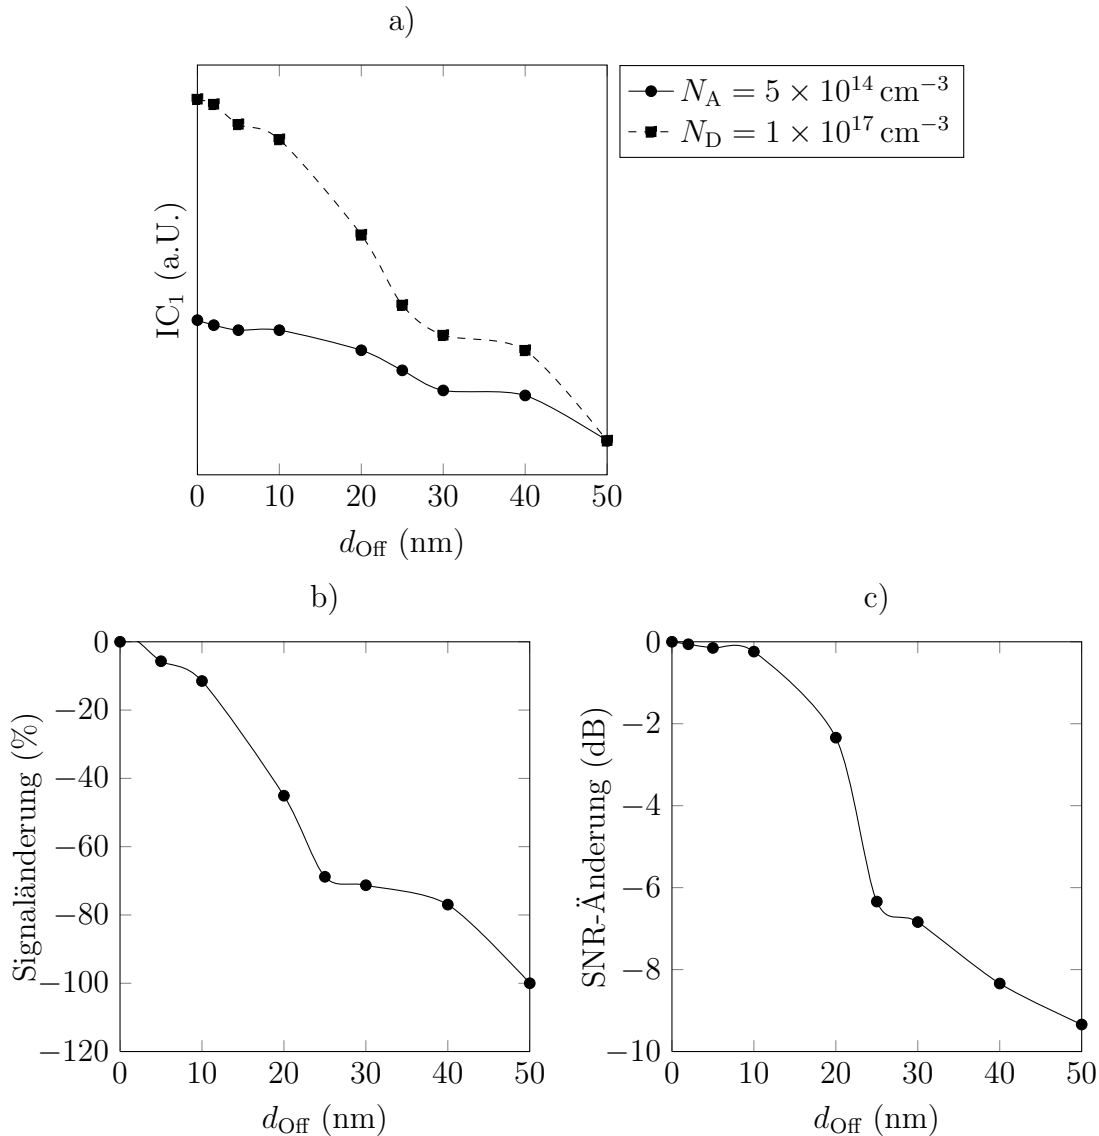 a)
N_A = 5 × 10^14 cm^−3
N_D = 1 × 10^17 cm^−3
IC_1 (a.U.)
0 10 20 30 40 50
d_Off (nm)
b)
0
−20
−40
−60
−80
−100
−120
Signaländerung (%)
0 10 20 30 40 50
d_Off (nm)
c)
0
−2
−4
−6
−8
−10
SNR-Änderung (dB)
0 10 20 30 40 50
d_Off (nm)